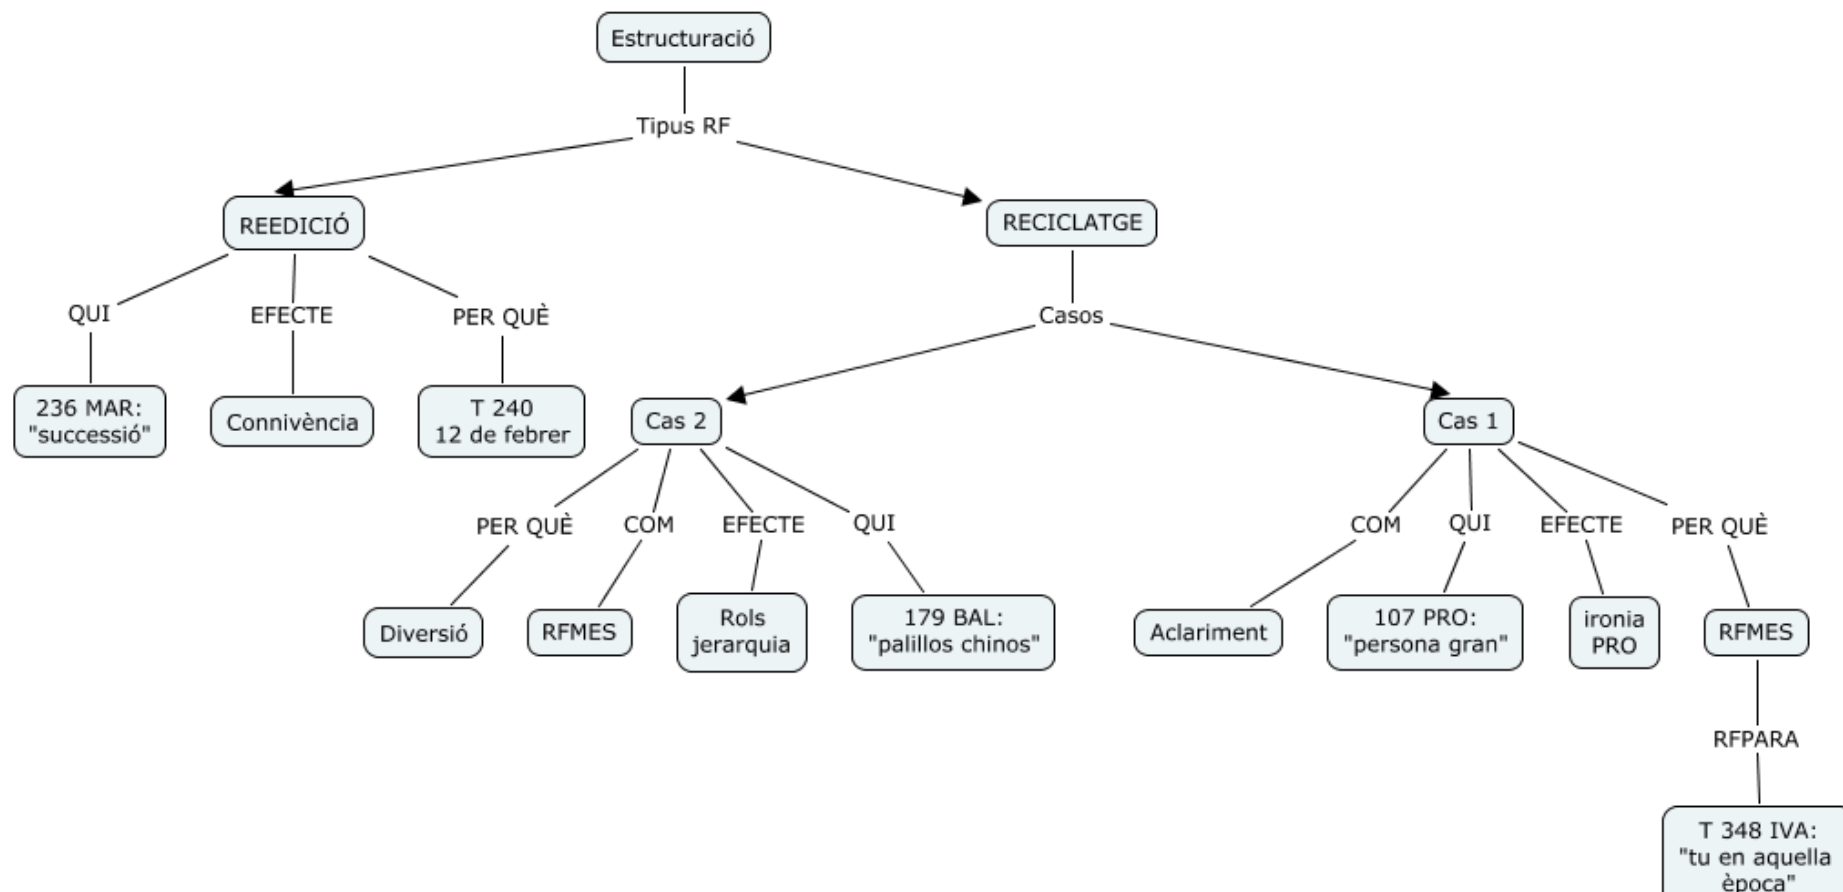 Estructuració
Tipus RF
REEDICIÓ
RECICLATGE
QUI
EFECTE
PER QUÈ
Casos
236 MAR:
"successió"
Connivència
T 240
12 de febrer
Cas 2
Cas 1
PER QUÈ
COM
EFECTE
QUI
COM
QUI
EFECTE
PER QUÈ
Diversió
RFMES
Rols
jerarquia
179 BAL:
"palillos chinos"
Aclariment
107 PRO:
"persona gran"
ironia
PRO
RFMES
RFPARA
T 348 IVA:
"tu en aquella
època"